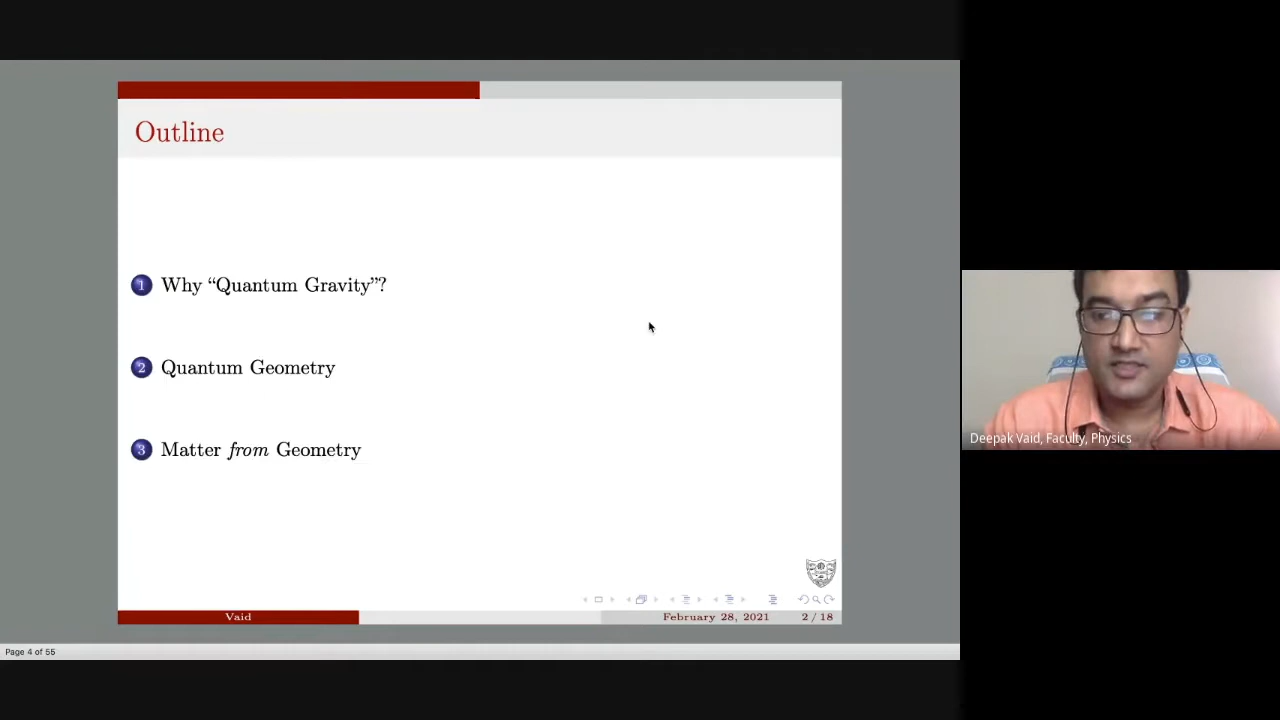 Outline
1 Why “Quantum Gravity”?
2 Quantum Geometry
3 Matter from Geometry
Vaid
February 28, 2021
2 / 18
Page 4 of 55
Deepak Vaid, Faculty, Physics